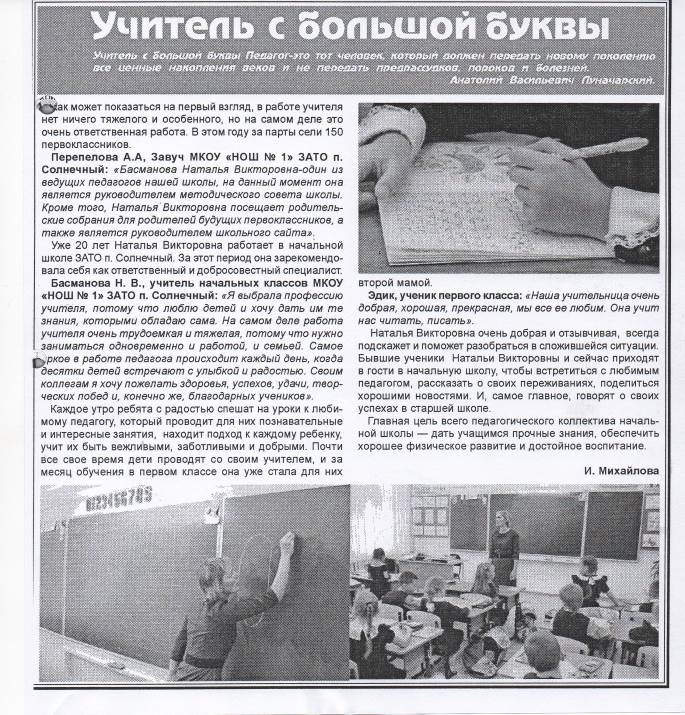 Учитель с большой буквы
Учитель с большой буквы Педагог-это тот человек, который должен передать новому поколению
все ценные накопления веков и не передать предрассудков, пороков и болезней.
Анатолий Васильевич Луначарский.
как может показаться на первый взгляд, в работе учителя
нет ничего тяжелого и особенного, но на самом деле это
очень ответственная работа. В этом году за парты сели 150
первоклассников.
Перепелова А.А, Завуч МКОУ «НОШ № 1» ЗАТО п.
Солнечный: «Басманова Наталья Викторовна-один из
ведущих педагогов нашей школы, на данный момент она
является руководителем методического совета школы.
Кроме того, Наталья Викторовна посещает родитель-
ские собрания для родителей будущих первоклассников, а
также является руководителем школьного сайта».
Уже 20 лет Наталья Викторовна работает в начальной
школе ЗАТО п. Солнечный. За этот период она зарекомендо-
вала себя как ответственный и добросовестный специалист.
Басманова Н. В., учитель начальных классов МКОУ
«НОШ № 1» ЗАТО п. Солнечный: «Я выбрала профессию
учителя, потому что люблю детей и хочу дать им те
знания, которыми обладаю сама. На самом деле работа
учителя очень трудоемкая и тяжелая, потому что нужно
заниматься одновременно и работой, и семьей. Самое
яркое в работе педагога происходит каждый день, когда
десятки детей встречают с улыбкой и радостью. Своим
коллегам я хочу пожелать здоровья, успехов, удачи, твор-
ческих побед и, конечно же, благодарных учеников».
Каждое утро ребята с радостью спешат на уроки к люби-
мому педагогу, который проводит для них познавательные
и интересные занятия, находит подход к каждому ребенку,
учит их быть вежливыми, заботливыми и добрыми. Почти
все свое время дети проводят со своим учителем, и за
месяц обучения в первом классе она уже стала для них
второй мамой.
Эдик, ученик первого класса: «Наша учительница очень
добрая, хорошая, прекрасная, мы все ее любим. Она учит
нас читать, писать».
Наталья Викторовна очень добрая и отзывчивая, всегда
подскажет и поможет разобраться в сложившейся ситуации.
Бывшие ученики Натальи Викторовны и сейчас приходят
в гости в начальную школу, чтобы встретиться с любимым
педагогом, рассказать о своих переживаниях, поделиться
хорошими новостями. И, самое главное, говорят о своих
успехах в старшей школе.
Главная цель всего педагогического коллектива началь-
ной школы — дать учащимся прочные знания, обеспечить
хорошее физическое развитие и достойное воспитание.
И. Михайлова
0123456789